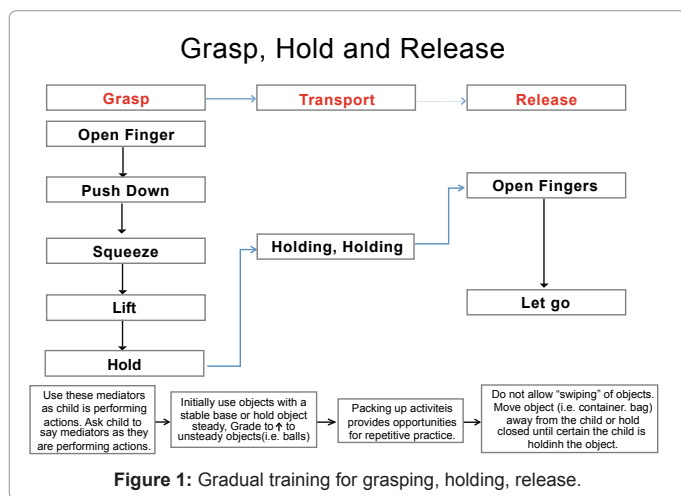 Grasp, Hold and Release
Grasp
Transport
Release
Open Finger
Push Down
Squeeze
Lift
Hold
Holding, Holding
Open Fingers
Let go
Use these mediators
as child is performing
actions. Ask child to
say mediators as they
are performing actions.
Initially use objects with a
stable base or hold object
steady, Grade to↑ to
unsteady objects(i.e. balls)
Packing up activiteis
provides opportunities
for repetitive practice.
Do not allow “swiping” of objects.
Move object (i.e. container. bag)
away from the child or hold
closed until certain the child is
holdinh the object.
Figure 1: Gradual training for grasping, holding, release.